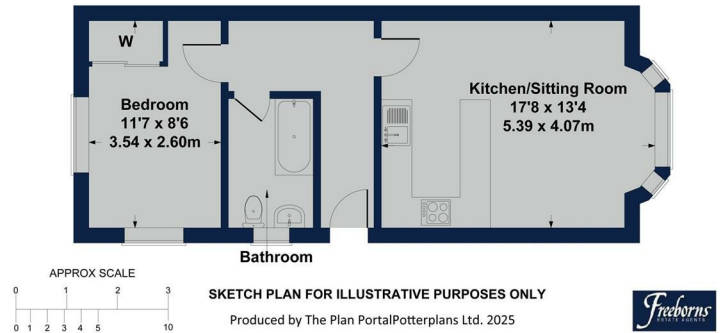 W
Bedroom
11'7 x 8'6
3.54 x 2.60m
Kitchen/Sitting Room
17'8 x 13'4
5.39 x 4.07m
Bathroom
APPROX SCALE
0 1 2 3
0 1 2 3 4 5 10
SKETCH PLAN FOR ILLUSTRATIVE PURPOSES ONLY
Produced by The Plan PortalPotterplans Ltd. 2025
Freeborns
ESTATE AGENTS